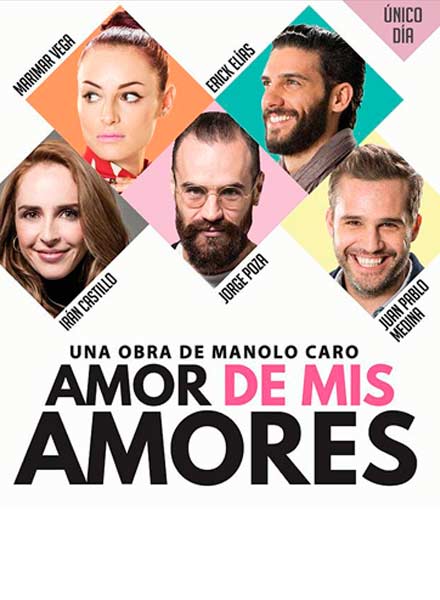 ÚNICO
DÍA
MARIMAR VEGA
ERICK ELÍAS
IRÁN CASTILLO
JORGE POZA
JUAN PABLO
MEDINA
UNA OBRA DE MANOLO CARO
AMOR DE MIS
AMORES